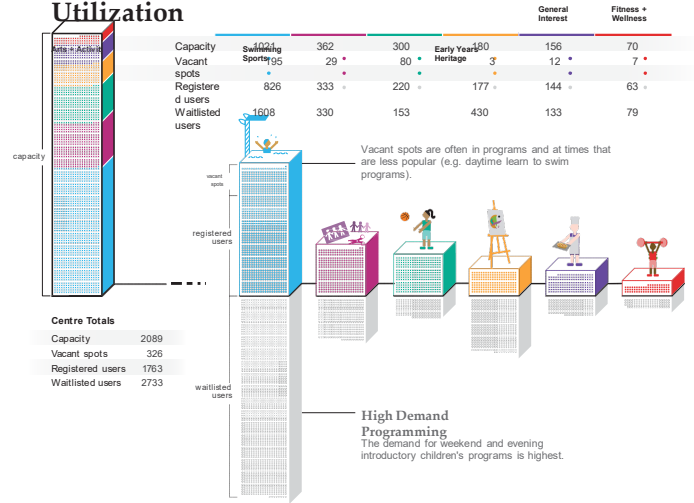 Utilization
General
Interest
Fitness +
Wellness
Arts + Activit
Swimming
Sports
Early Years
Heritage
Capacity 1021 362 300 180 156 70
Vacant spots 195 29 80 3 12 7
Registere
d users 826 333 220 177 144 63
Waitlisted
users 1608 330 153 430 133 79
capacity
Vacant spots are often in programs and at times that
are less popular (e.g. daytime learn to swim
programs).
vacant
spots
registered
users
Centre Totals
Capacity 2089
Vacant spots 326
Registered users 1763
Waitlisted users 2733
waitlisted
users
High Demand
Programming
The demand for weekend and evening
introductory children's programs is highest.